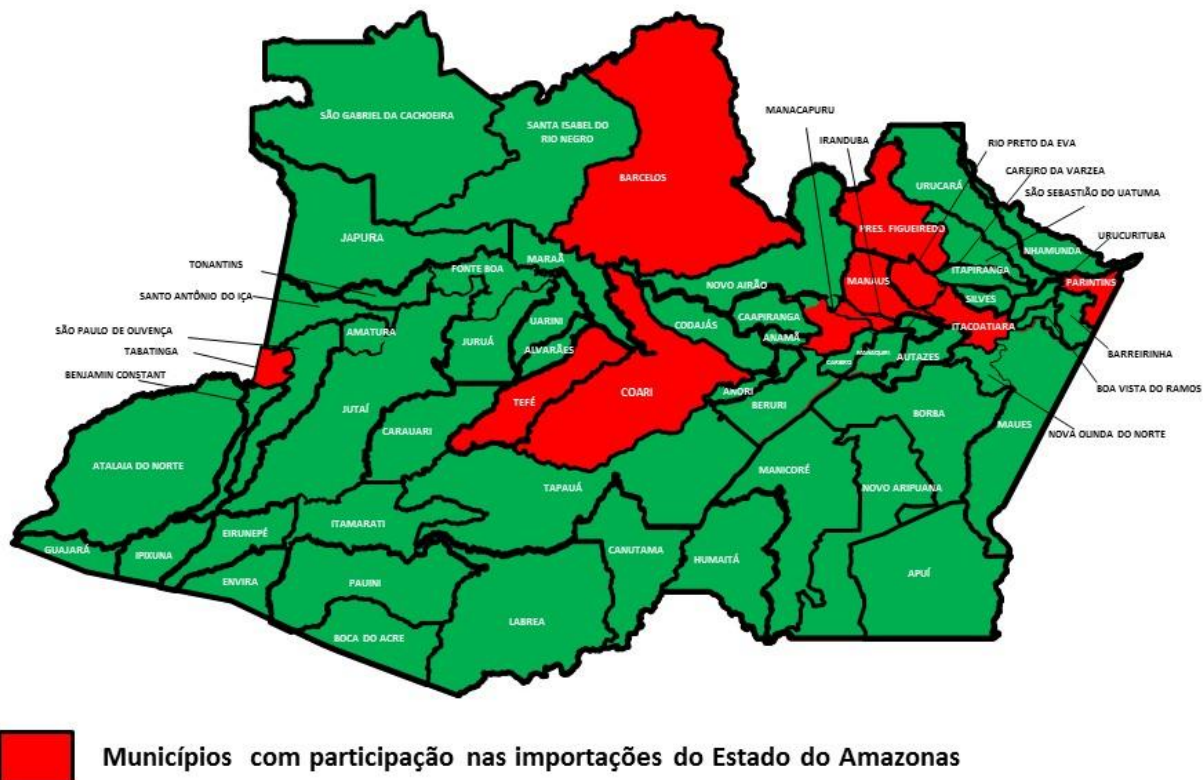 SÃO GABRIEL DA CACHOEIRA
SANTA ISABEL DO
RIO NEGRO
BARCELOS
MANACAPURU
IRANDUBA
RIO PRETO DA EVA
CAREIRO DA VARZEA
SÃO SEBASTIÃO DO UATUMA
URUCARÁ
PRES. FIGUEIREDO
NHAMUNDA
URUCURITUBA
JAPURA
MARAÃ
TONANTINS
FONTE BOA
ITAPIRANGA
MANAUS
NOVO AIRÃO
PARINTINS
SANTO ANTÔNIO DO IÇA
SILVES
UARINI
CAAPIRANGA
CODAJÁS
ITACOATIARA
SÃO PAULO DE OLIVENÇA
AMATURA
JURUÁ
ALVARÃES
ANAMÃ
AUTAZES
BARREIRINHA
TABATINGA
BENJAMIN CONSTANT
CAREIRO
MANAQUIRI
BOA VISTA DO RAMOS
TEFÉ
COARI
ANORI
BERURI
JUTAÍ
BORBA
MAUES
CARAUARI
NOVA OLINDA DO NORTE
ATALAIA DO NORTE
MANICORÉ
TAPAUÁ
NOVO ARIPUANA
ITAMARATI
EIRUNEPÉ
GUAJARÁ
IPIXUNA
CANUTAMA
HUMAITÁ
APUÍ
ENVIRA
PAUINI
LABREA
BOCA DO ACRE
Municípios com participação nas importações do Estado do Amazonas